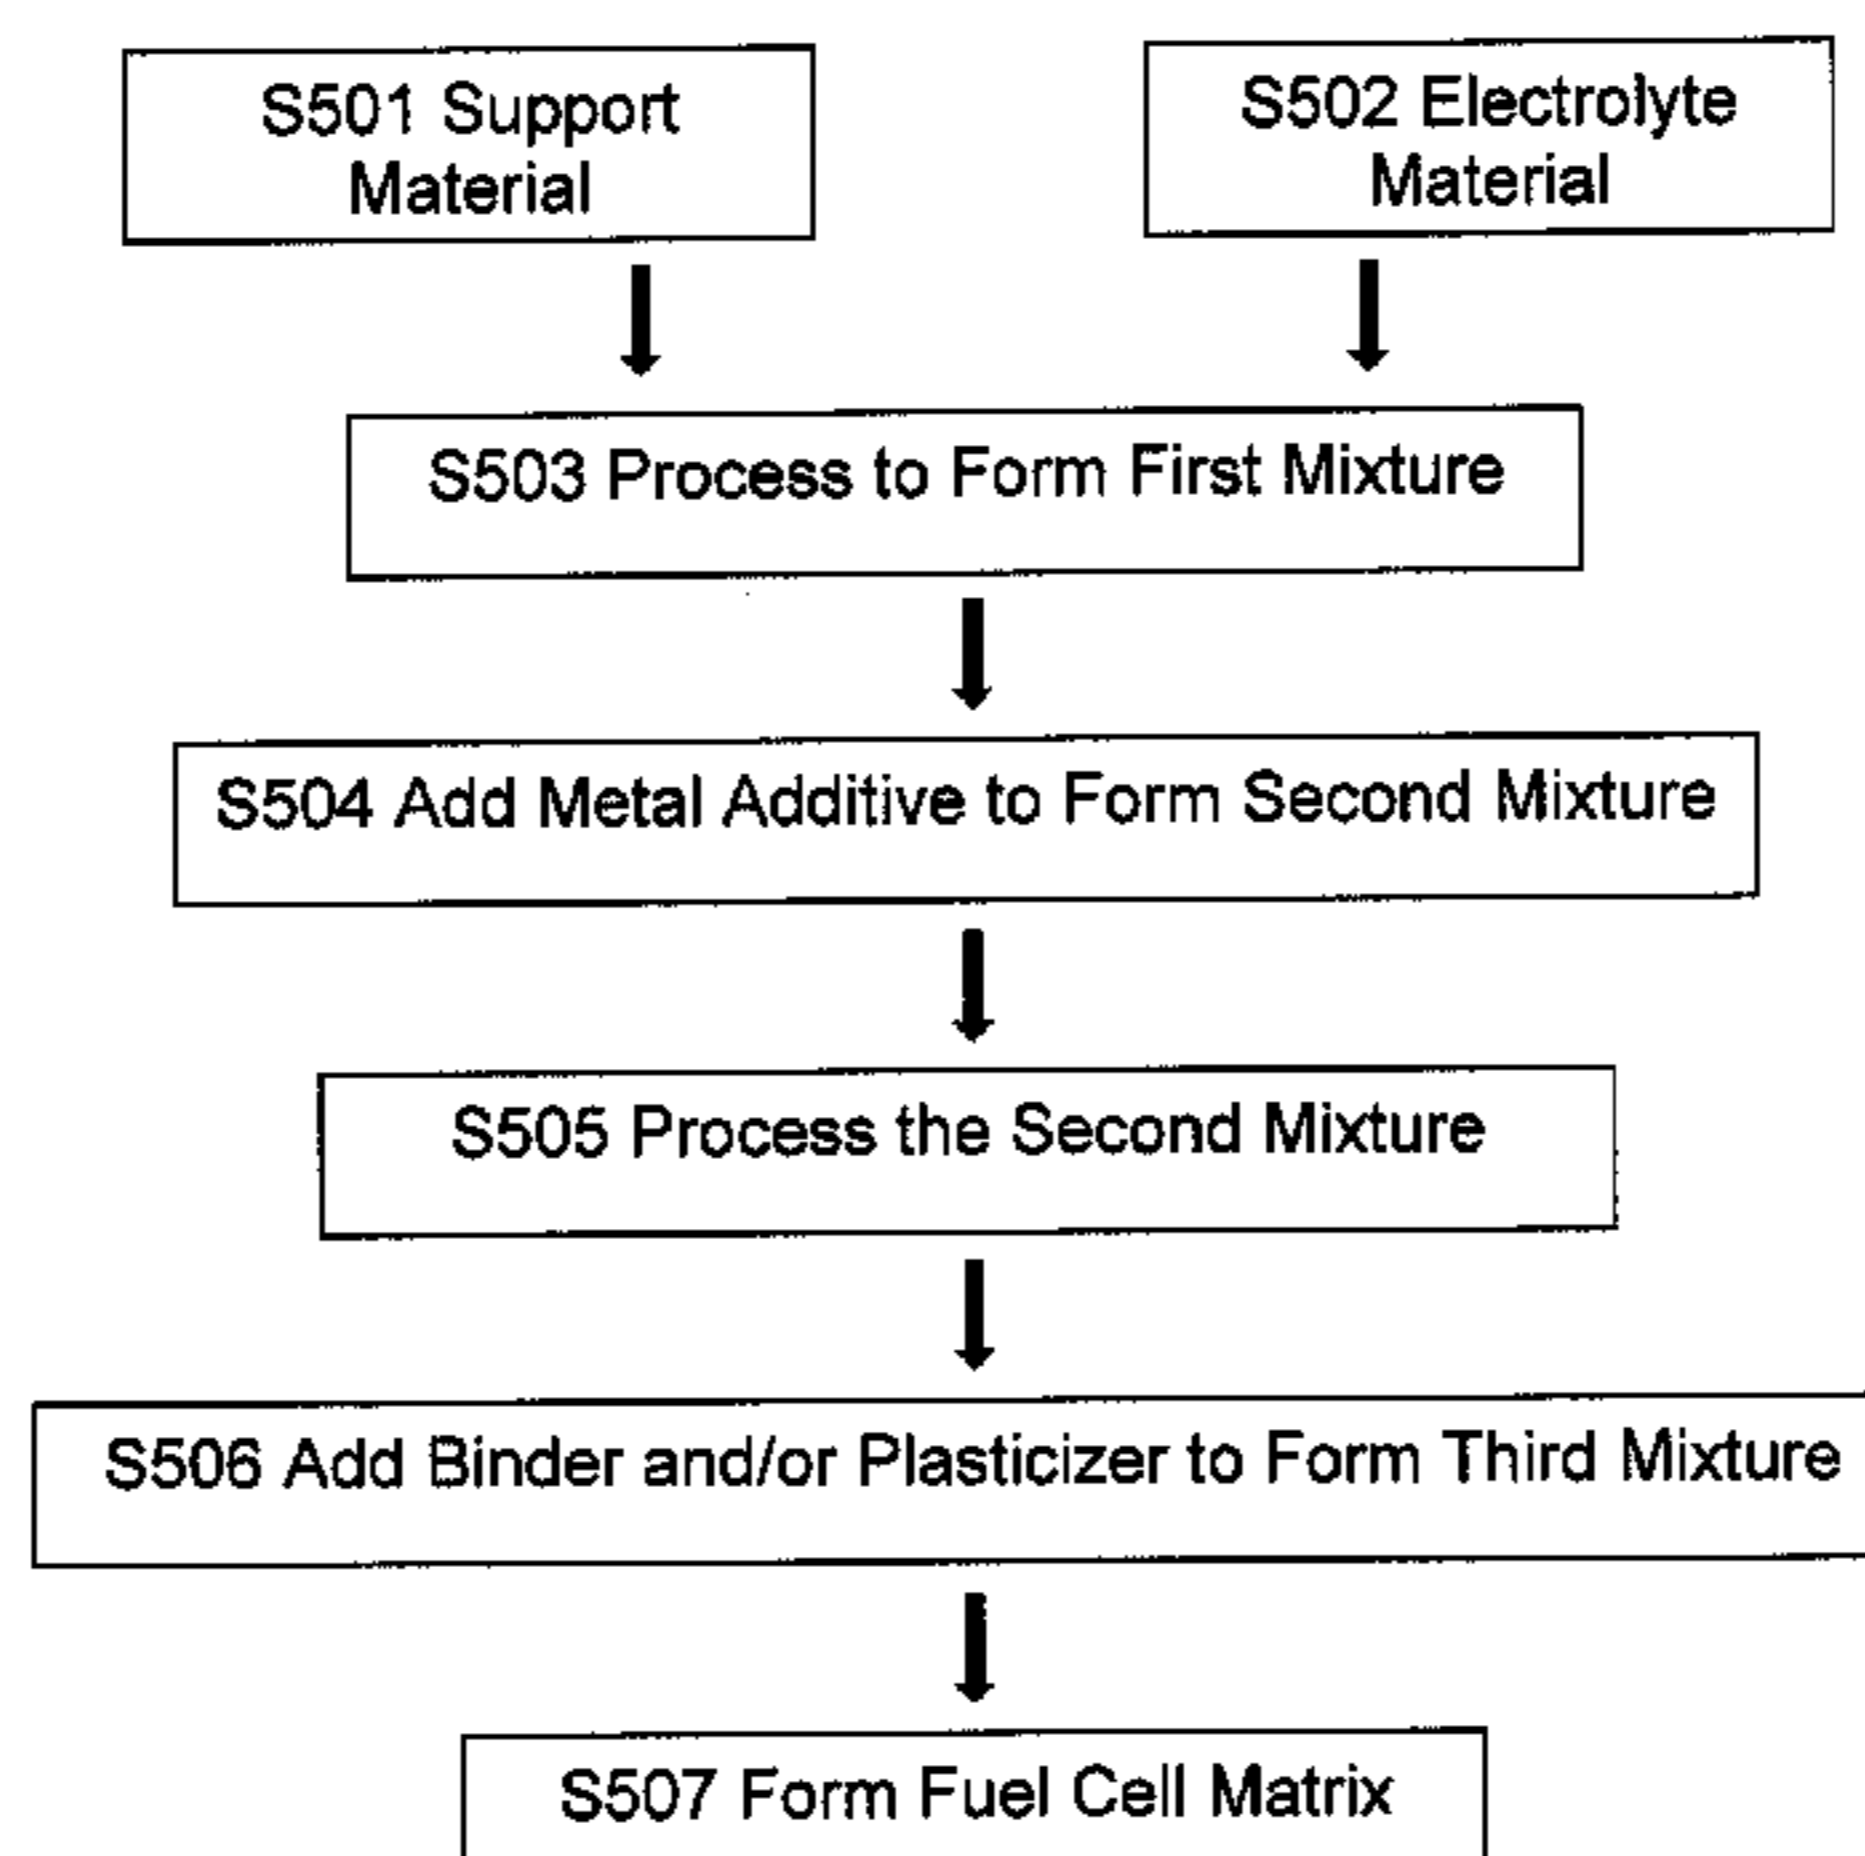 S501 Support
Material
S502 Electrolyte
Material
S503 Process to Form First Mixture
S504 Add Metal Additive to Form Second Mixture
S505 Process the Second Mixture
S506 Add Binder and/or Plasticizer to Form Third Mixture
S507 Form Fuel Cell Matrix